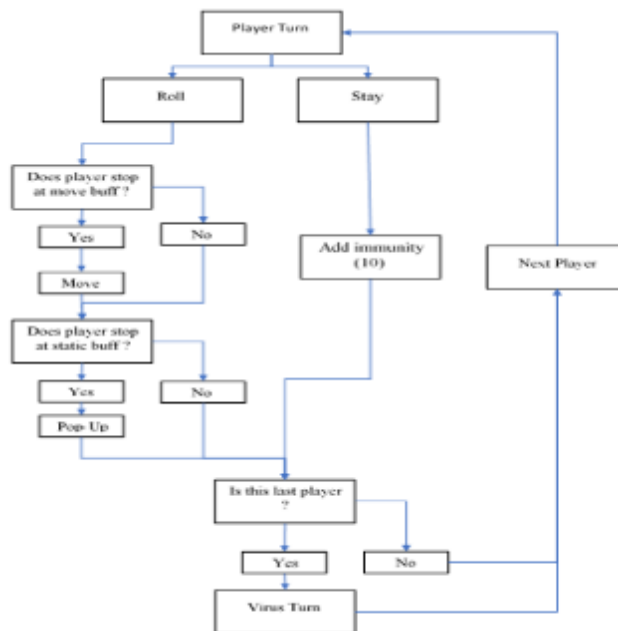 Player Turn
Roll
Stay
Does player stop
at move buff ?
Yes
No
Add immunity
(10)
Next Player
Move
Does player stop
at static buff ?
Yes
No
Pop-Up
Is this last player
?
Yes
No
Virus Turn